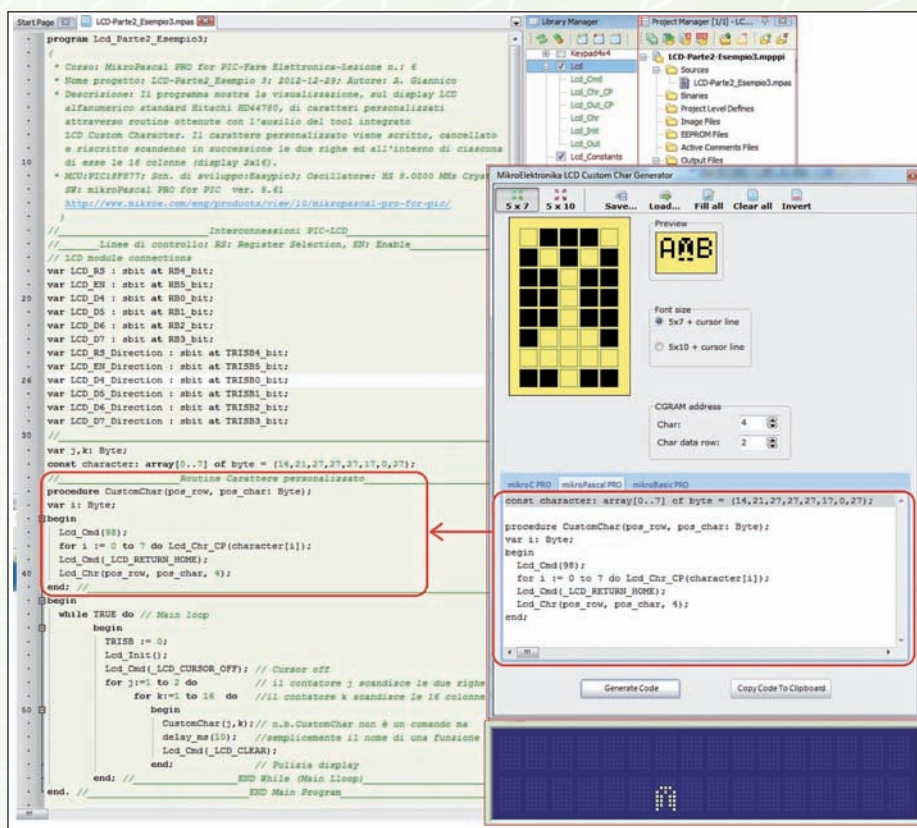 Start Page
LCD-Parte2_Esempio3.mpas
program Lcd_Parte2_Esempio3;
{
* Corso: MikroPascal PRO for PIC-Fare Elettronica-Lezione n.: 6
* Nome progetto: LCD-Parte2_Esempio 3; 2012-12-29; Autore: A. Giannico
* Descrizione: Il programma mostra la visualizzazione, sul display LCD
alfanumerico standard Hitachi HD44780, di caratteri personalizzati
attraverso routine ottenute con l'ausilio del tool integrato
LCD Custom Character. Il carattere personalizzato viene scritto, cancellato
e riscritto scandenso in successione le due righe ed all'interno di ciascuna
10
di esse le 16 colonne (display 2x16).
* MCU:PIC18F877; Sch. di sviluppo:Easypic3; Oscillatore: HS 8.0000 MHz Cryst
SW: mikroPascal PRO for PIC ver. 5.61
http://www.mikroe.com/eng/products/view/10/mikropascal-pro-for-pic/
}
//____________Interconnessioni PIC-LCD____________
//______Linee di controllo: RS: Register Selection, EN: Enable______
// LCD module connections
var LCD_RS : sbit at RB4_bit;
var LCD_EN : sbit at RB5_bit;
20
var LCD_D4 : sbit at RB0_bit;
var LCD_D5 : sbit at RB1_bit;
var LCD_D6 : sbit at RB2_bit;
var LCD_D7 : sbit at RB3_bit;
var LCD_RS_Direction : sbit at TRISB4_bit;
var LCD_EN_Direction : sbit at TRISB5_bit;
26
var LCD_D4_Direction : sbit at TRISB0_bit;
var LCD_D5_Direction : sbit at TRISB1_bit;
var LCD_D6_Direction : sbit at TRISB2_bit;
var LCD_D7_Direction : sbit at TRISB3_bit;
30
//____________
var j,k: Byte;
const character: array[0..7] of byte = (14,21,27,27,27,17,0,27);
//____________Routine Carattere personalizzato____________
procedure CustomChar(pos_row, pos_char: Byte);
var i: Byte;
begin
Lcd_Cmd(98);
for i := 0 to 7 do Lcd_Chr_CP(character[i]);
Lcd_Cmd(_LCD_RETURN_HOME);
40
Lcd_Chr(pos_row, pos_char, 4);
end; //____________
begin
while TRUE do // Main loop
begin
TRISB := 0;
Lcd_Init();
Lcd_Cmd(_LCD_CURSOR_OFF); // Cursor off
for j:=1 to 2 do // il contatore j scandisce le due righe
for k:=1 to 16 do //il contatore k scandisce le 16 colonne
50
begin
CustomChar(j,k);// n.b.CustomChar non è un comando ma
delay_ms(10); //semplicemente il nome di una funzione
Lcd_Cmd(_LCD_CLEAR);
end; // Pulizia display
end; //____________END While (Main Lloop)____________
end. //____________END Main Program____________
Library Manager
Keypad4x4
Lcd
Lcd_Cmd
Lcd_Chr_CP
Lcd_Out_CP
Lcd_Chr
Lcd_Init
Lcd_Out
Lcd_Constants
Project Manager [1/1] - LC...
LCD-Parte2-Esempio3.mpppi
Sources
LCD-Parte2_Esempio3.mpas
Binaries
Project Level Defines
Image Files
EEPROM Files
Active Comments Files
Output Files
MikroElektronika LCD Custom Char Generator
5 x 7 5 x 10 Save... Load... Fill all Clear all Invert
Preview
A B
Font size
5x7 + cursor line
5x10 + cursor line
CGRAM address
Char: 4
Char data row: 2
mikroC PRO mikroPascal PRO mikroBasic PRO
const character: array[0..7] of byte = (14,21,27,27,27,17,0,27);
procedure CustomChar(pos_row, pos_char: Byte);
var i: Byte;
begin
Lcd_Cmd(98);
for i := 0 to 7 do Lcd_Chr_CP(character[i]);
Lcd_Cmd(_LCD_RETURN_HOME);
Lcd_Chr(pos_row, pos_char, 4);
end;
Generate Code
Copy Code To Clipboard